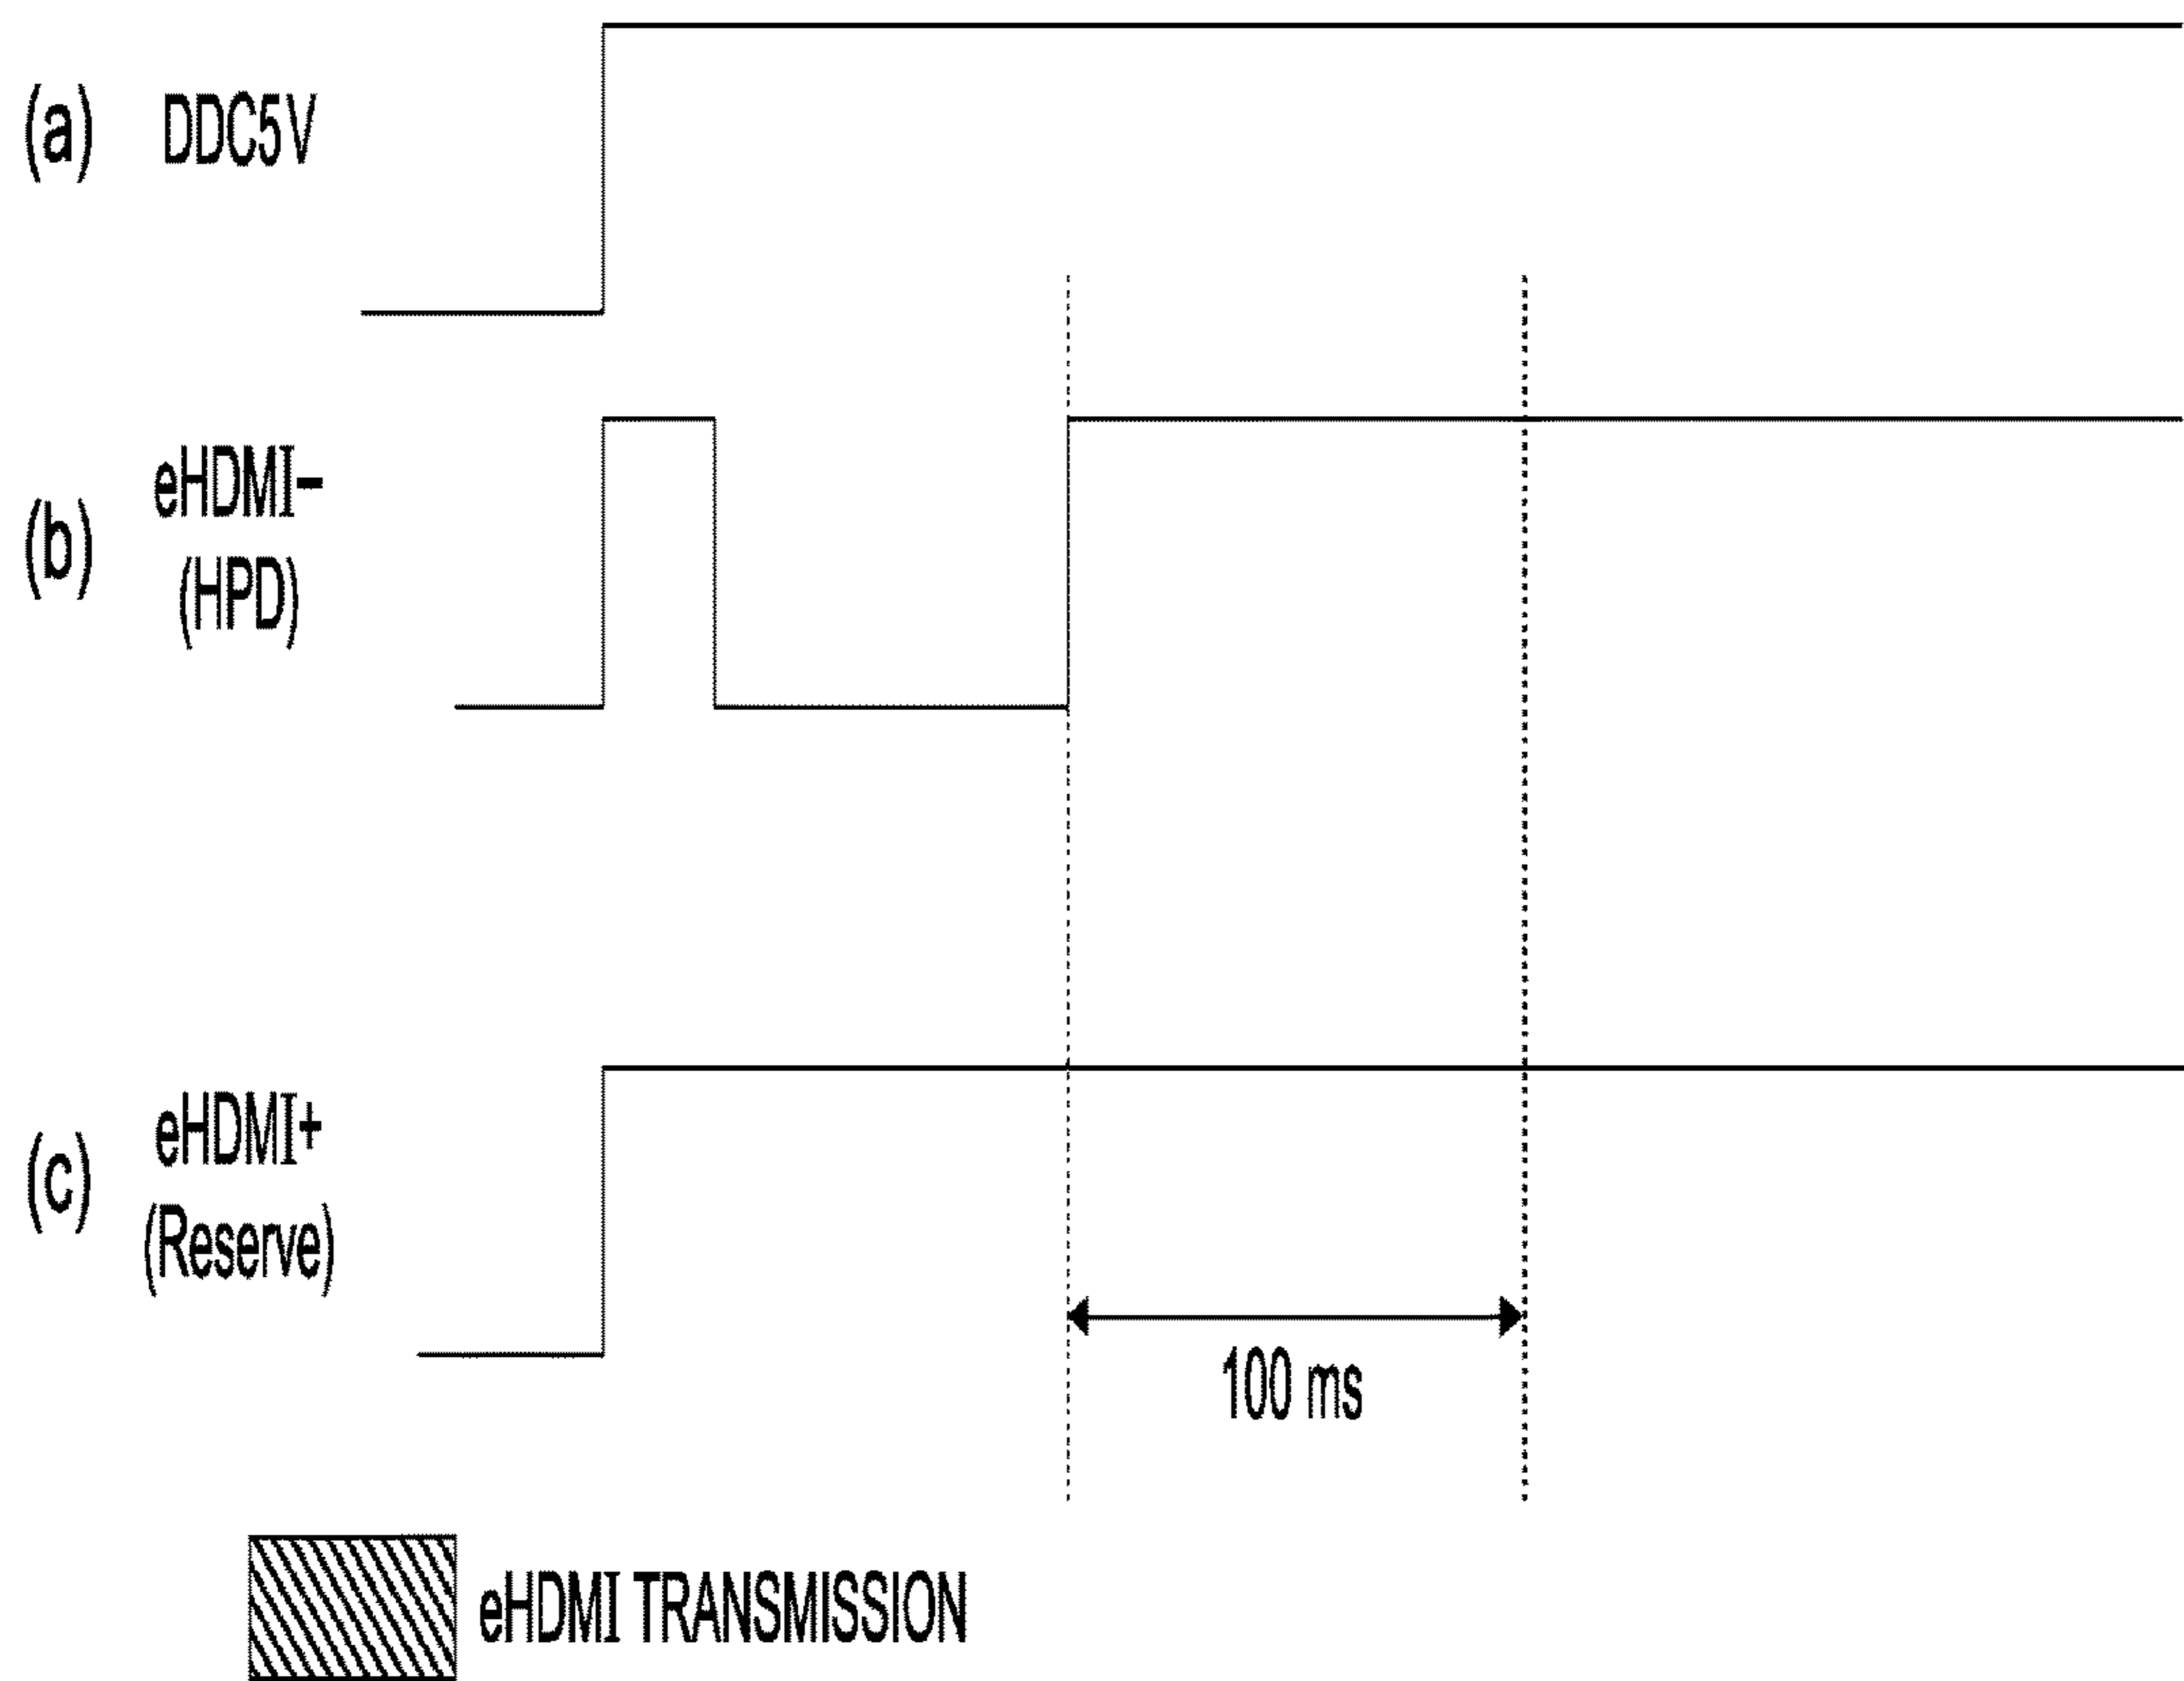 (a) DDC5V
(b) eHDMI−
(HPD)
(c) eHDMI+
(Reserve)
100 ms
eHDMI TRANSMISSION